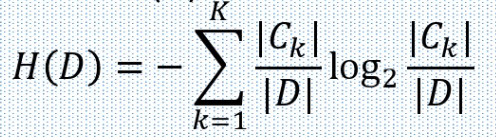 H(D) = −∑_{k=1}^{K} |C_k|/|D| log₂ |C_k|/|D|